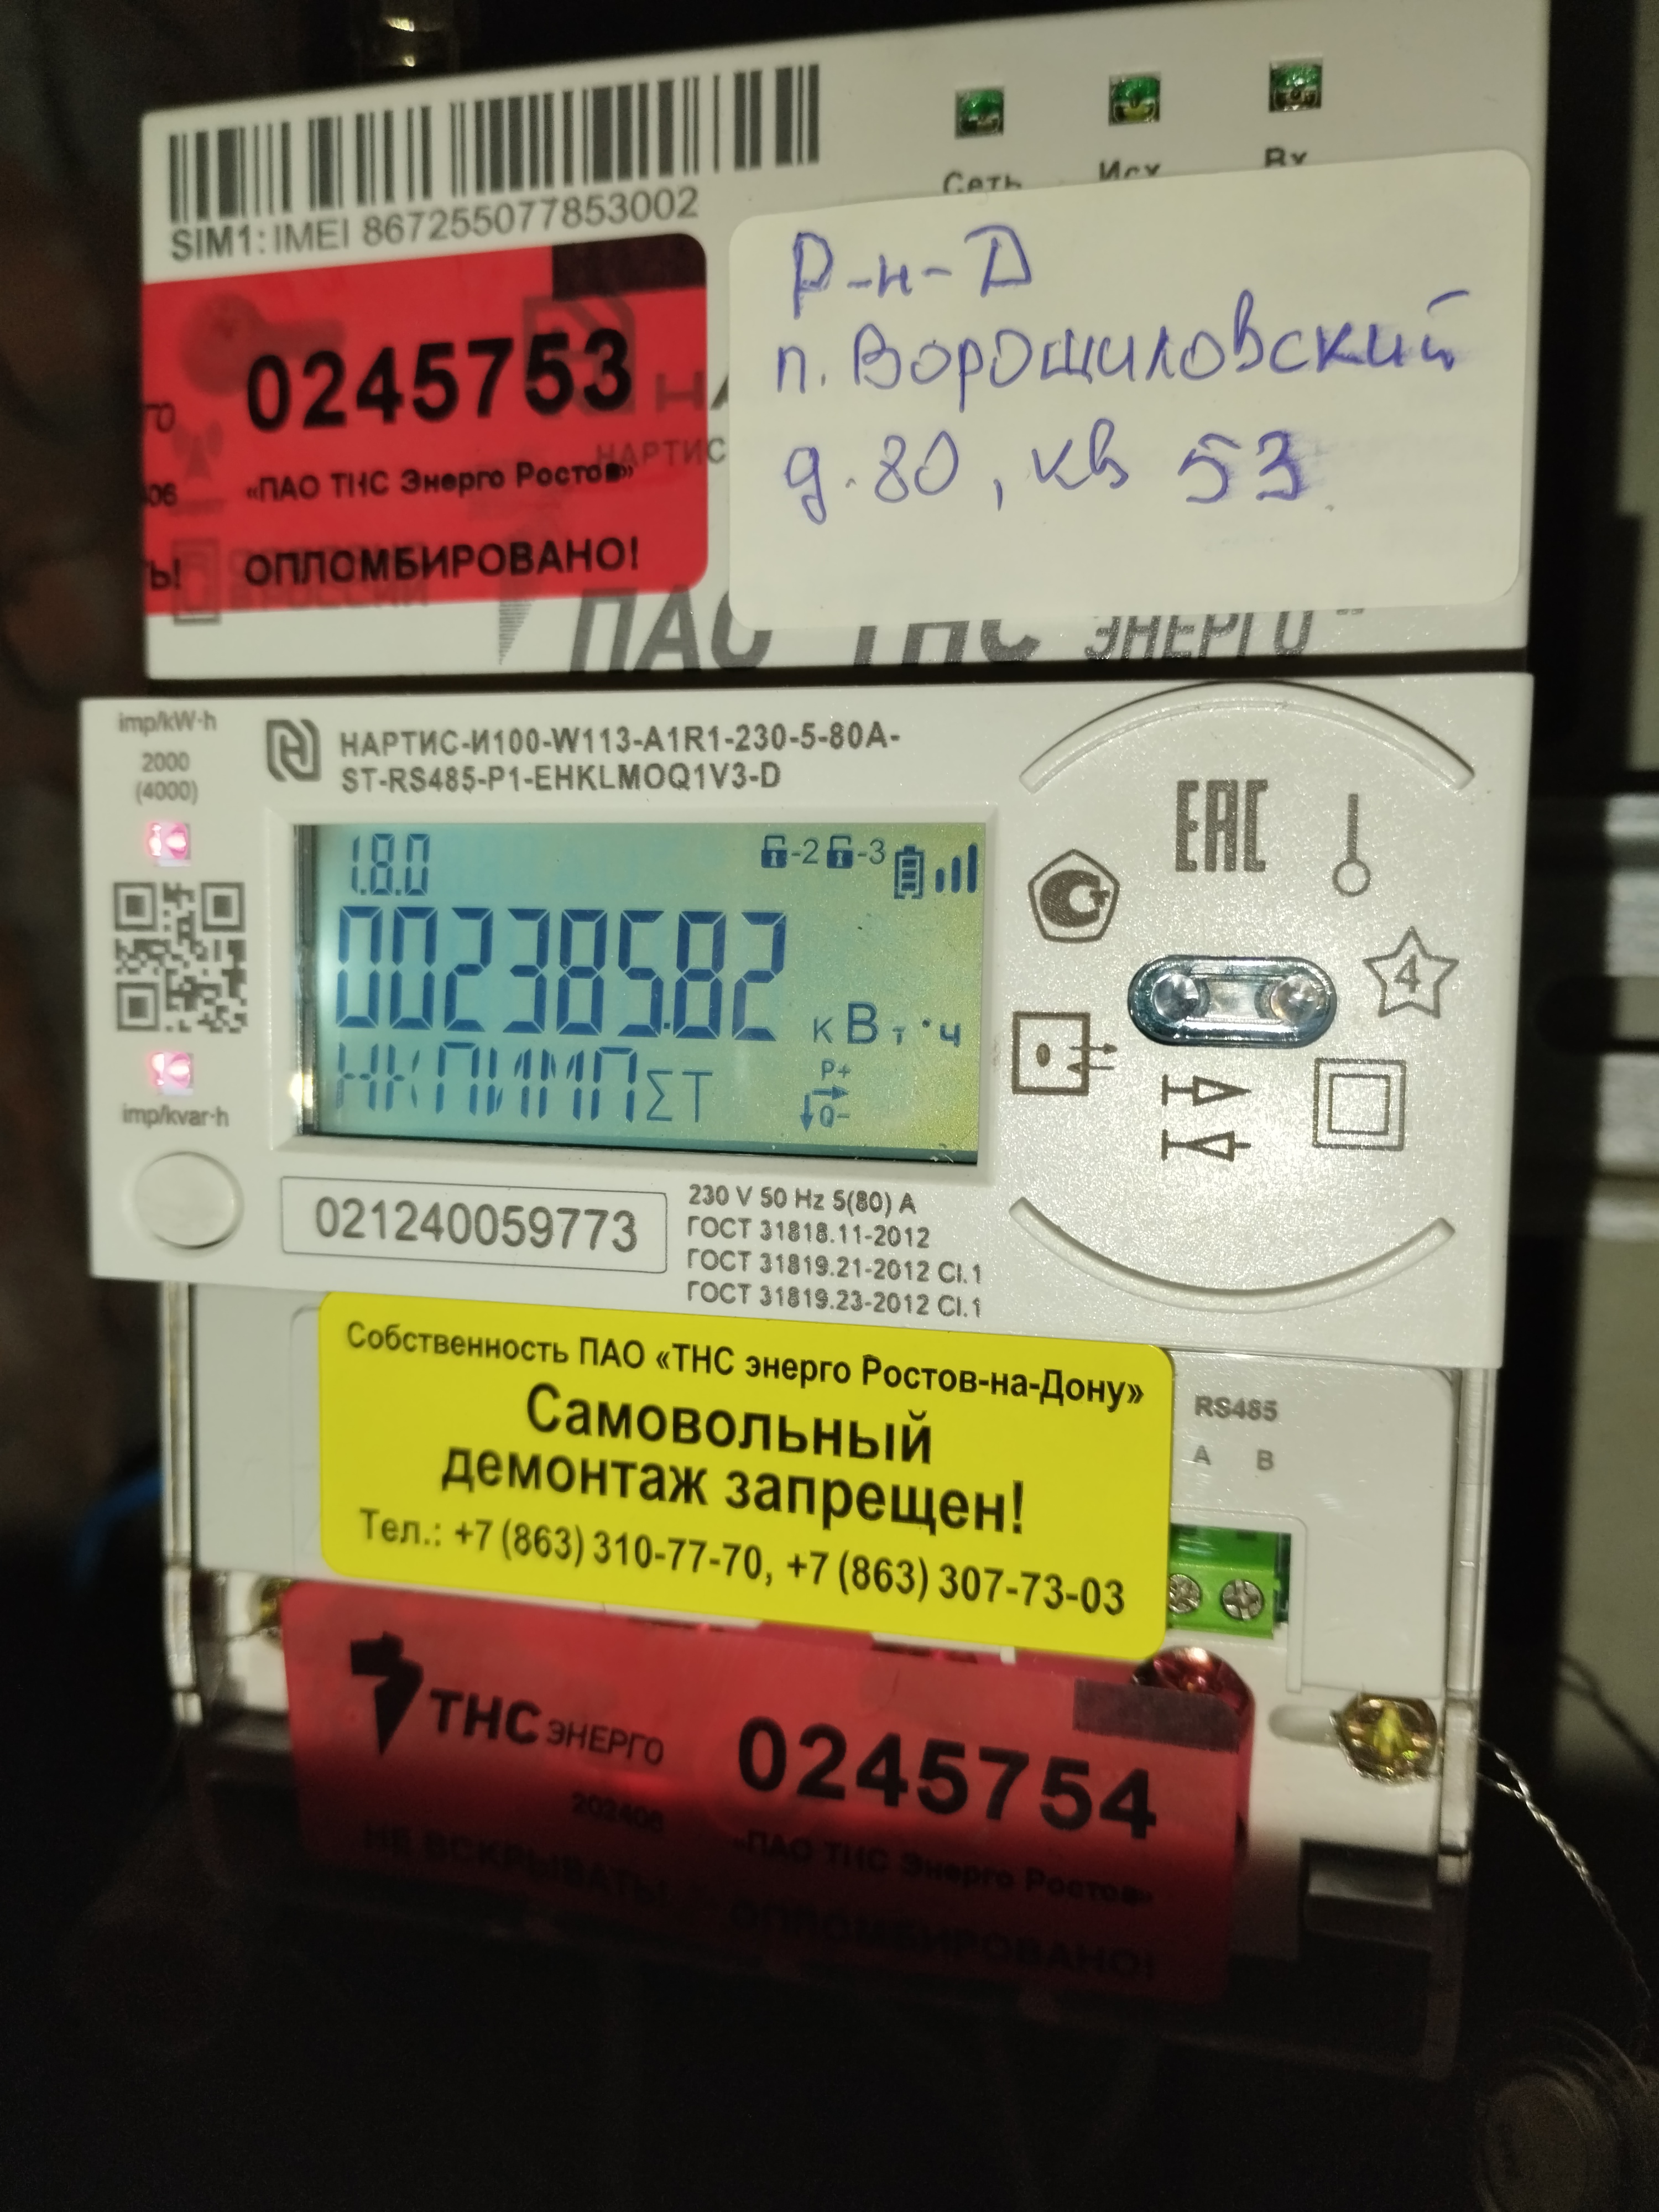 Сеть Исх Вх
SIM1: IMEI 867255077853002
Р-н-Д
п. Ворошиловский
д. 80, кв 53
0245753
06 «ПАО ТНС Энерго Ростов»
НАРТИС
Ы! ОПЛОМБИРОВАНО!
ПАО ТНС ЭНЕРГО
imp/kW·h
2000
(4000)
НАРТИС-И100-W113-A1R1-230-5-80A-
ST-RS485-P1-EHKLMOQ1V3-D
EAC
1.8.0
-2 -3
002385.82 кВт·ч
ΣT
P+
Q-
4
imp/kvar·h
021240059773
230 V 50 Hz 5(80) A
ГОСТ 31818.11-2012
ГОСТ 31819.21-2012 Cl.1
ГОСТ 31819.23-2012 Cl.1
Собственность ПАО «ТНС энерго Ростов-на-Дону»
Самовольный
демонтаж запрещен!
Тел.: +7 (863) 310-77-70, +7 (863) 307-73-03
RS485
A B
ТНС ЭНЕРГО 0245754
202406 «ПАО ТНС Энерго Ростов»
НЕ ВСКРЫВАТЬ! ОПЛОМБИРОВАНО!